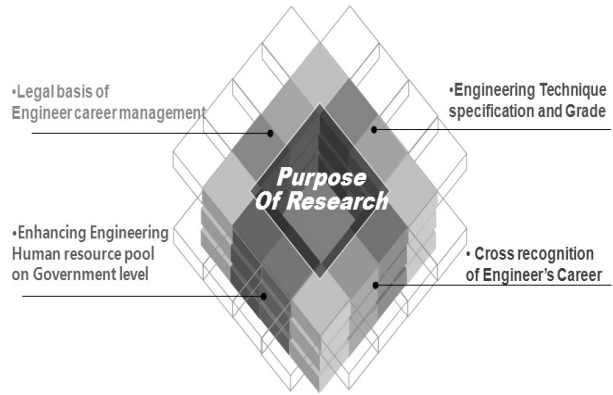 •Legal basis of
Engineer career management
•Engineering Technique
specification and Grade
Purpose
Of Research
•Enhancing Engineering
Human resource pool
on Government level
• Cross recognition
of Engineer's Career